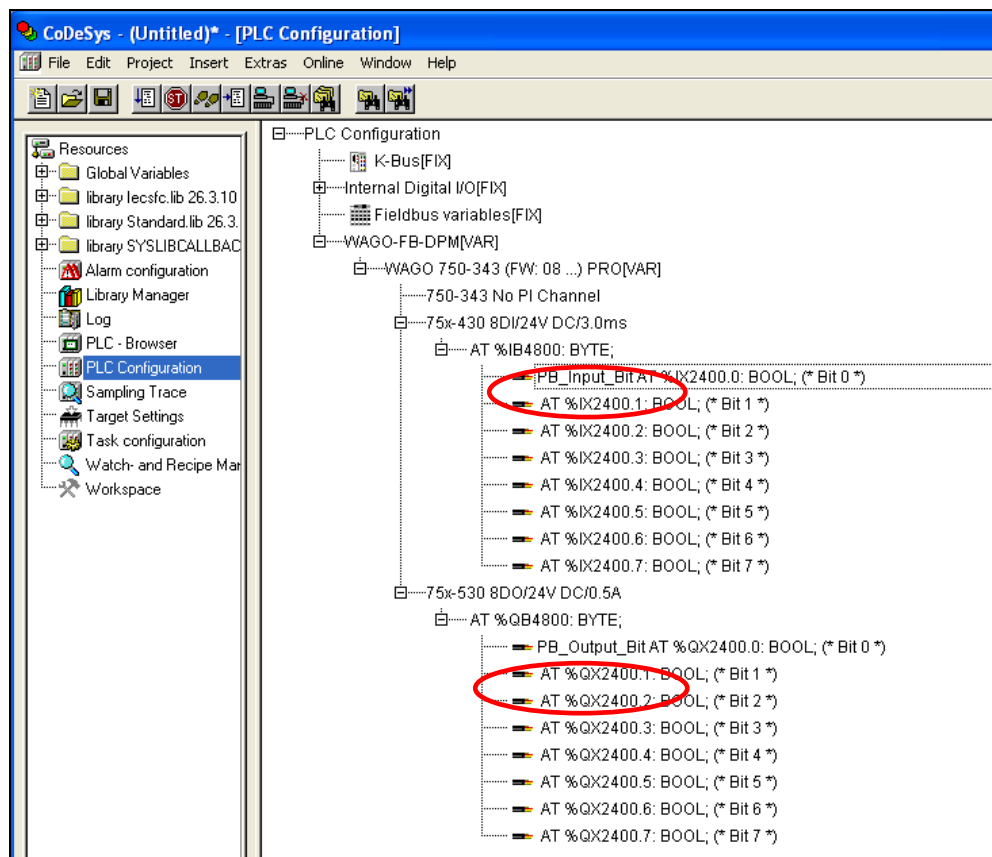 CoDeSys - (Untitled)* - [PLC Configuration]
File Edit Project Insert Extras Online Window Help
Resources
Global Variables
library Iecsfc.lib 26.3.10
library Standard.lib 26.3.
library SYSLIBCALLBAC
Alarm configuration
Library Manager
Log
PLC - Browser
PLC Configuration
Sampling Trace
Target Settings
Task configuration
Watch- and Recipe Mar
Workspace
PLC Configuration
K-Bus[FIX]
Internal Digital I/O[FIX]
Fieldbus variables[FIX]
WAGO-FB-DPM[VAR]
WAGO 750-343 (FW: 08 ...) PRO[VAR]
750-343 No PI Channel
75x-430 8DI/24V DC/3.0ms
AT %IB4800: BYTE;
PB_Input_Bit AT %IX2400.0: BOOL; (* Bit 0 *)
AT %IX2400.1: BOOL; (* Bit 1 *)
AT %IX2400.2: BOOL; (* Bit 2 *)
AT %IX2400.3: BOOL; (* Bit 3 *)
AT %IX2400.4: BOOL; (* Bit 4 *)
AT %IX2400.5: BOOL; (* Bit 5 *)
AT %IX2400.6: BOOL; (* Bit 6 *)
AT %IX2400.7: BOOL; (* Bit 7 *)
75x-530 8DO/24V DC/0.5A
AT %QB4800: BYTE;
PB_Output_Bit AT %QX2400.0: BOOL; (* Bit 0 *)
AT %QX2400.1: BOOL; (* Bit 1 *)
AT %QX2400.2: BOOL; (* Bit 2 *)
AT %QX2400.3: BOOL; (* Bit 3 *)
AT %QX2400.4: BOOL; (* Bit 4 *)
AT %QX2400.5: BOOL; (* Bit 5 *)
AT %QX2400.6: BOOL; (* Bit 6 *)
AT %QX2400.7: BOOL; (* Bit 7 *)